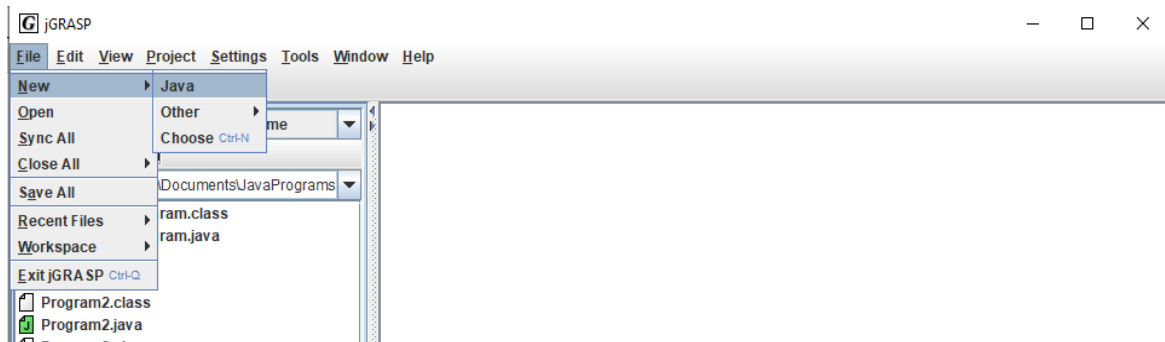 G jGRASP
File Edit View Project Settings Tools Window Help
New
Java
Open
Other
me
Sync All
Choose Ctrl-N
Close All
Save All
\Documents\JavaPrograms
Recent Files
ram.class
Workspace
ram.java
Exit jGRASP Ctrl-Q
Program2.class
J Program2.java